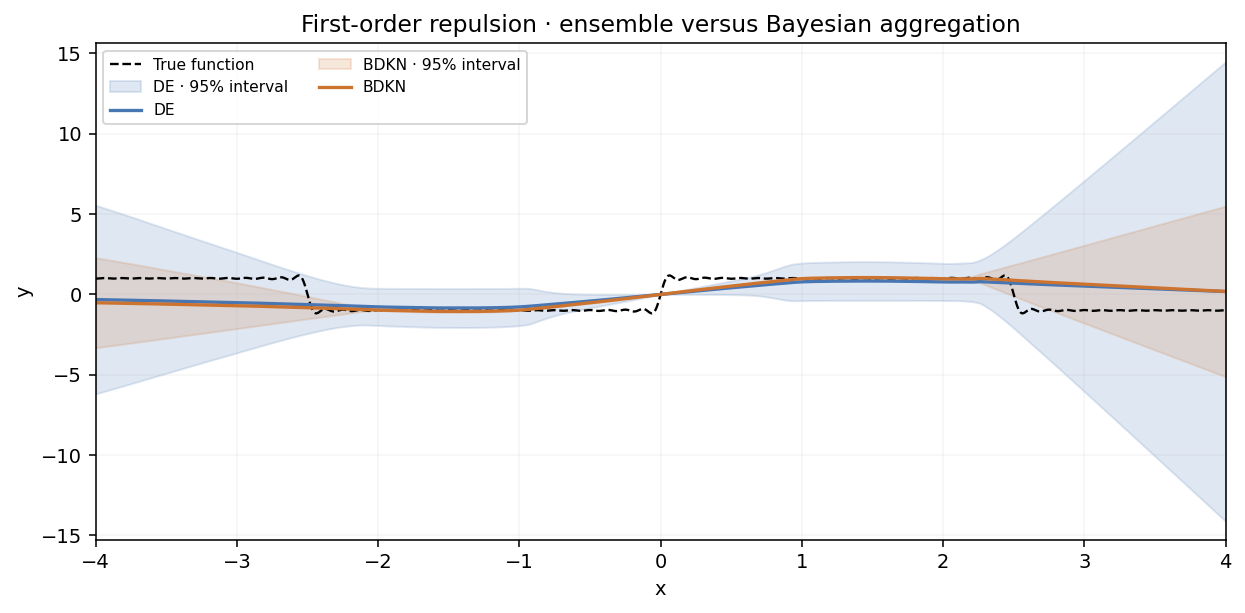 First-order repulsion · ensemble versus Bayesian aggregation
True function
DE · 95% interval
DE
BDKN · 95% interval
BDKN
y
15
10
5
0
−5
−10
−15
−4 −3 −2 −1 0 1 2 3 4
x